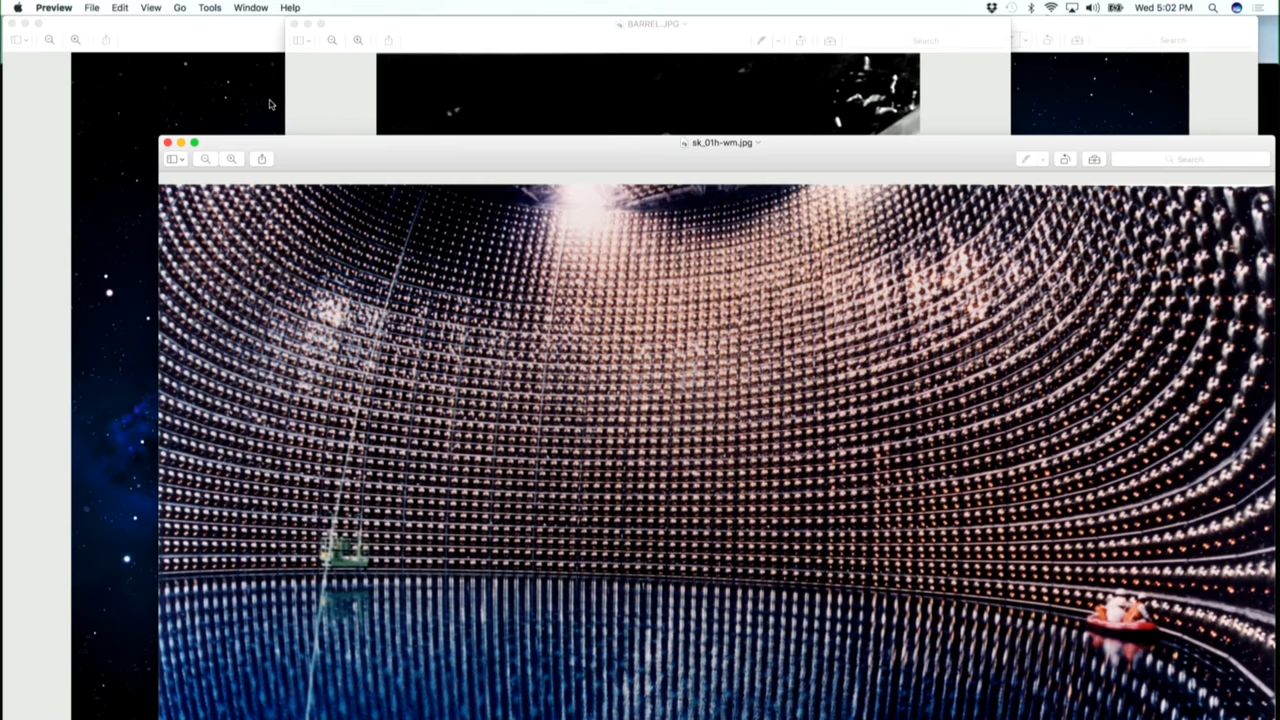 Preview File Edit View Go Tools Window Help Wed 5:02 PM
BARREL.JPG
Search
Search
sk_01h-wm.jpg
Search